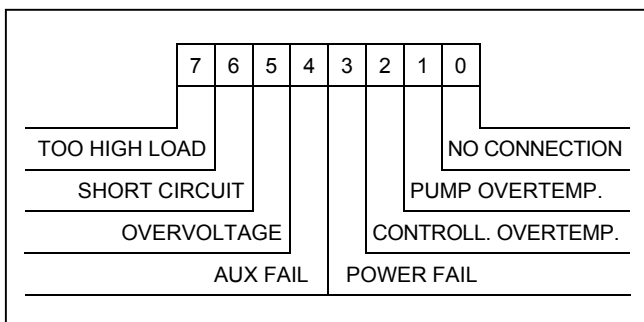 7 6 5 4 3 2 1 0
TOO HIGH LOAD NO CONNECTION
SHORT CIRCUIT PUMP OVERTEMP.
OVERVOLTAGE CONTROLL. OVERTEMP.
AUX FAIL POWER FAIL